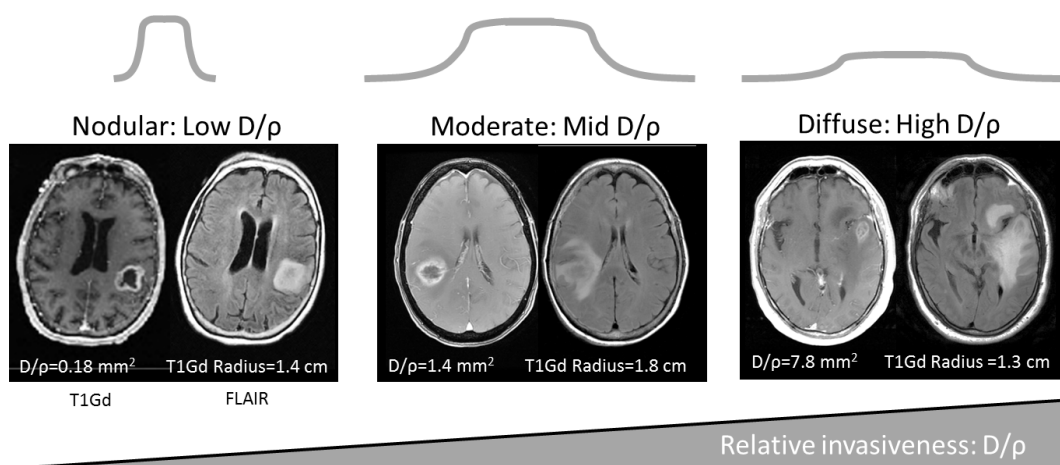 Nodular: Low D/ρ
Moderate: Mid D/ρ
Diffuse: High D/ρ
D/ρ=0.18 mm²
T1Gd Radius=1.4 cm
D/ρ=1.4 mm²
T1Gd Radius=1.8 cm
D/ρ=7.8 mm²
T1Gd Radius =1.3 cm
T1Gd
FLAIR
Relative invasiveness: D/ρ